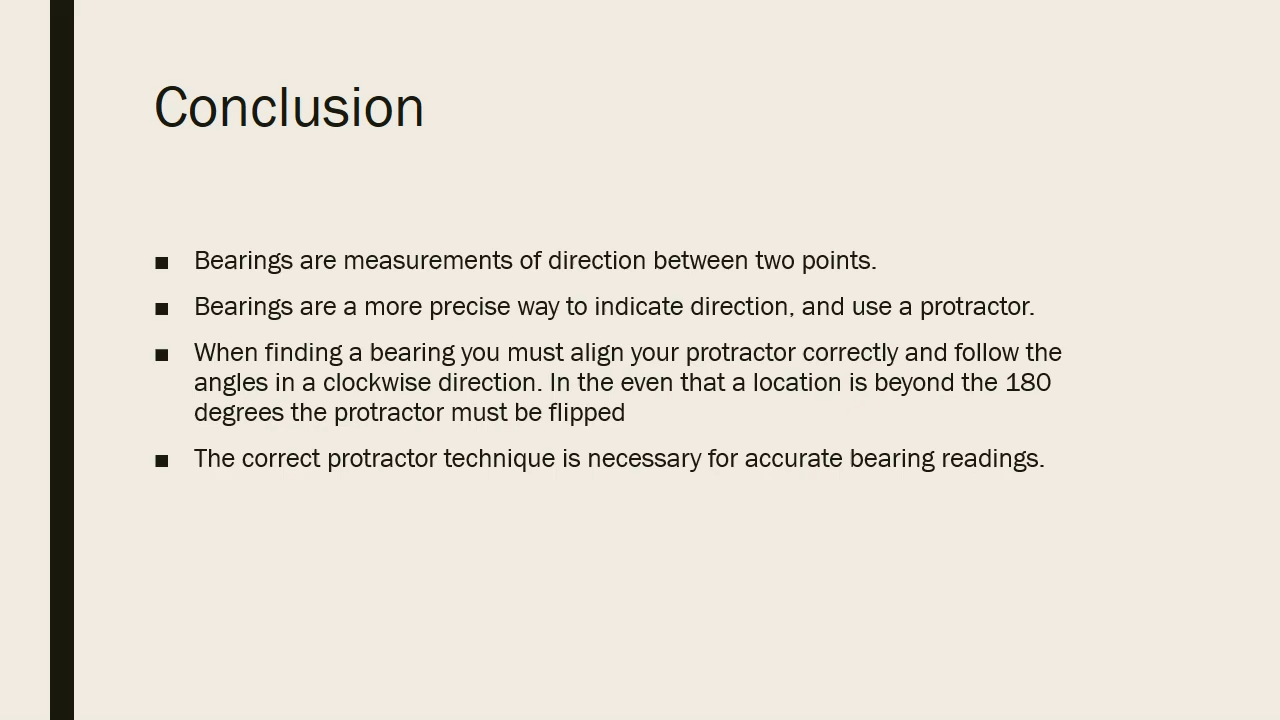 Conclusion
■ Bearings are measurements of direction between two points.
■ Bearings are a more precise way to indicate direction, and use a protractor.
■ When finding a bearing you must align your protractor correctly and follow the
angles in a clockwise direction. In the even that a location is beyond the 180
degrees the protractor must be flipped
■ The correct protractor technique is necessary for accurate bearing readings.